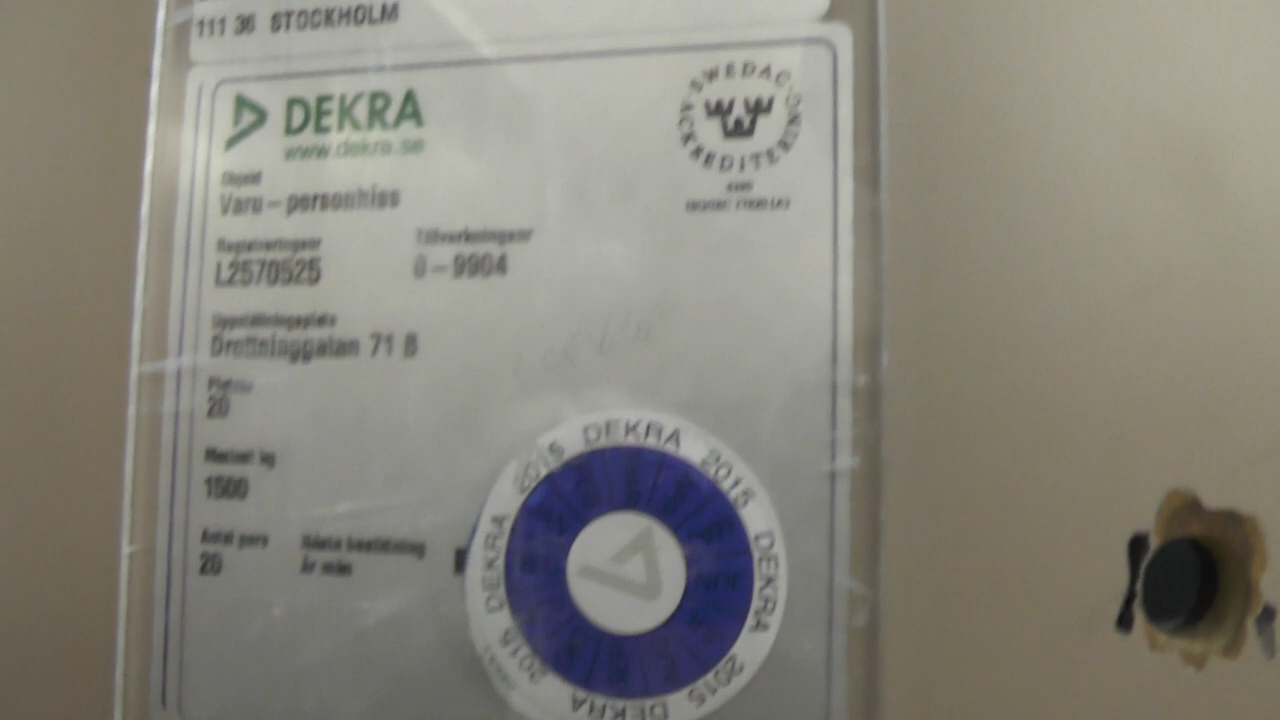 111 36 STOCKHOLM
DEKRA
www.dekra.se
SWEDAC ACKREDITERING
Objekt
Varu-personhiss
Registreringsnr
Tillverkningsnr
L2570525
0-9904
Uppställningsplats
Drottninggatan 71 B
20
Maxlast kg
1500
Antal pers
Nästa besiktning
20
år mån
DEKRA 2015 DEKRA 2015 DEKRA 2015 DEKRA 2015